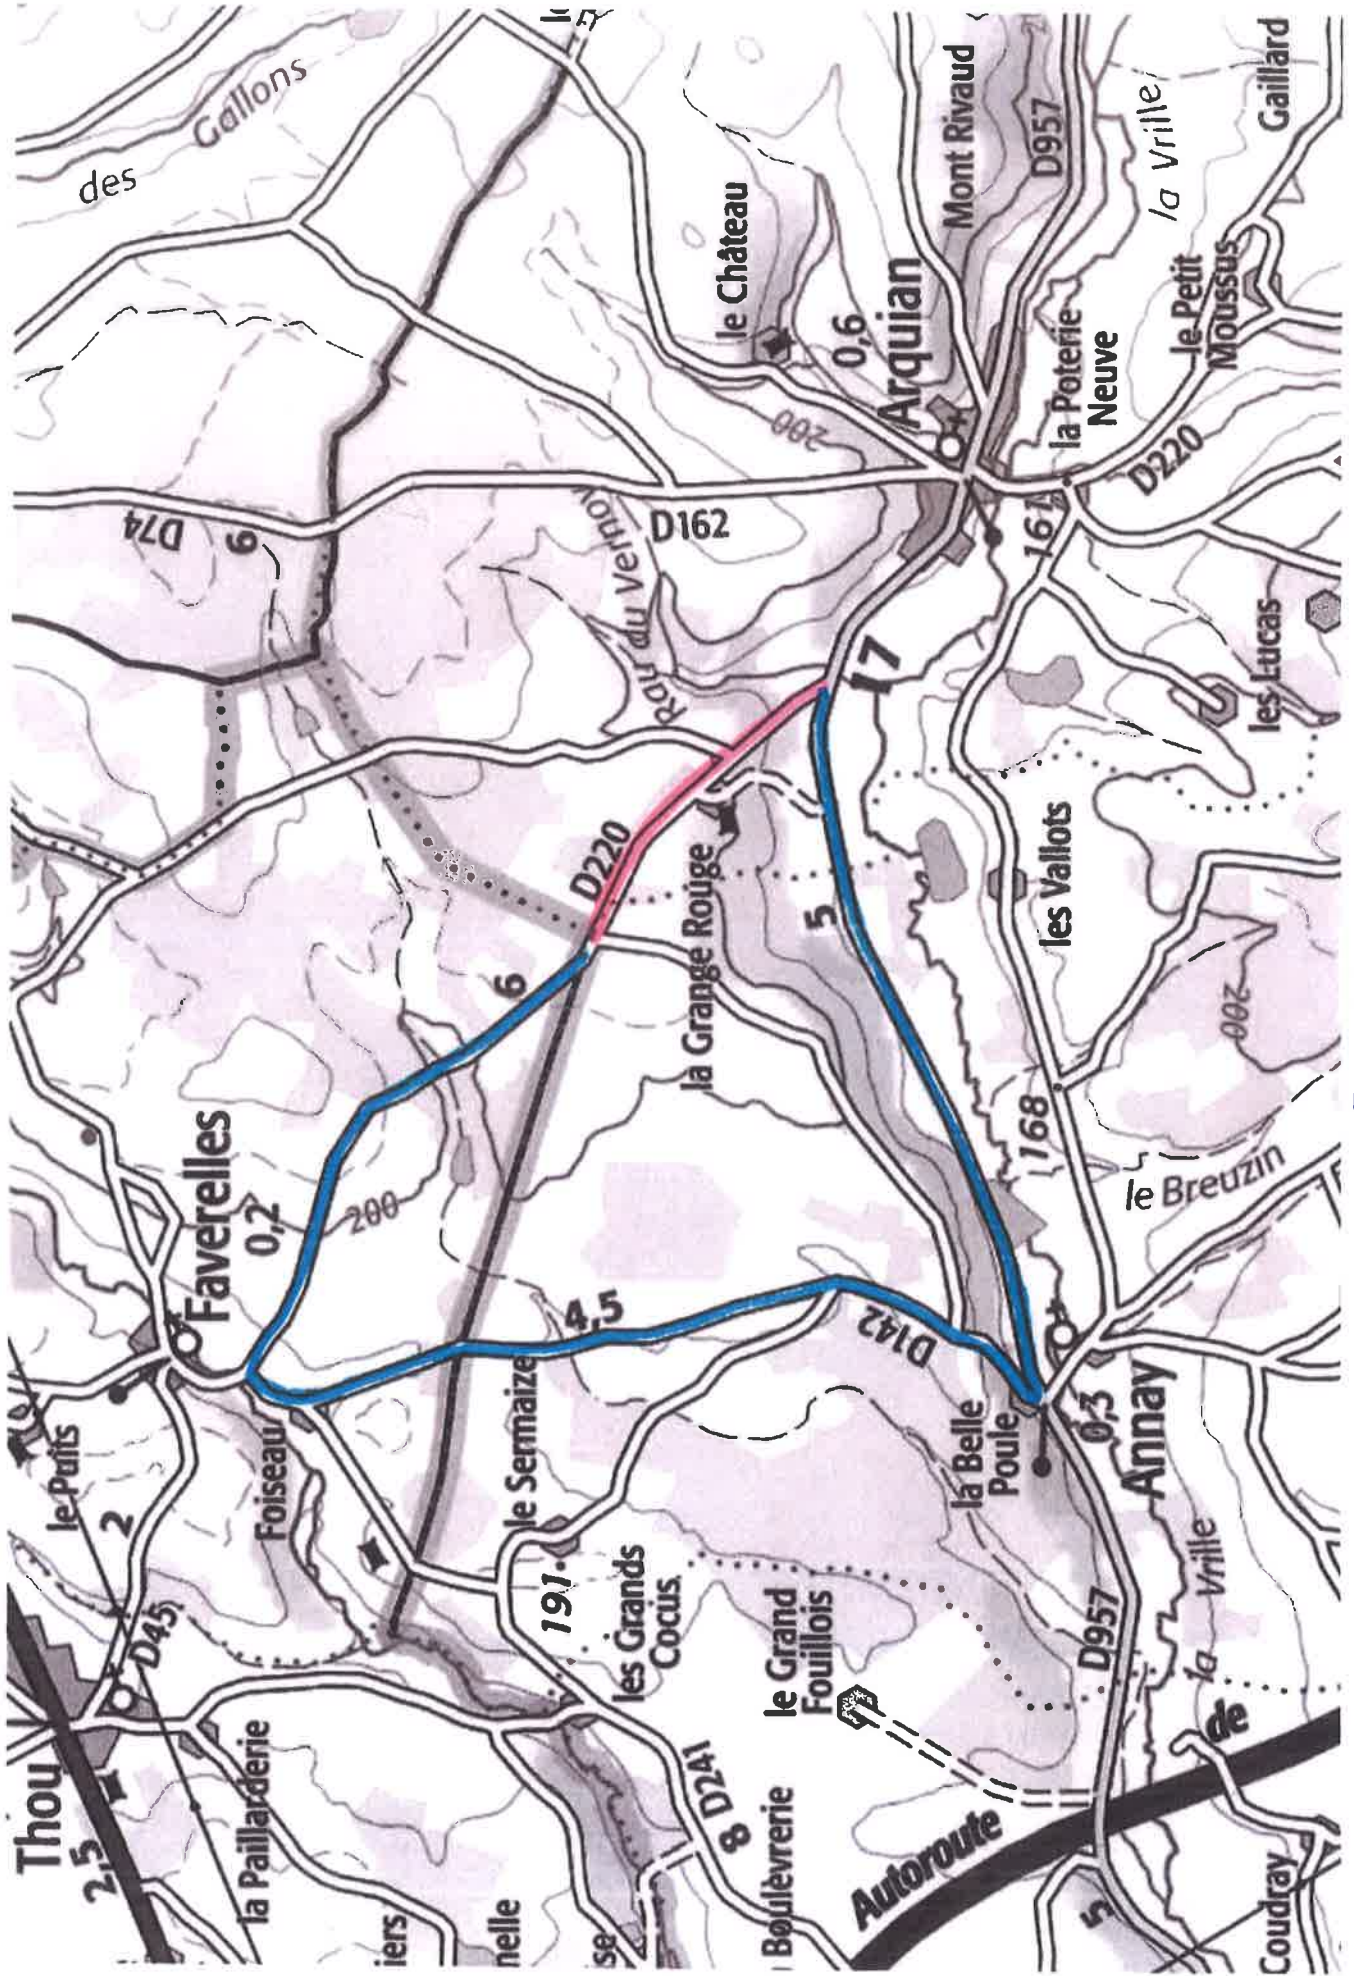 des
Gallons
le Château
Mont Rivaud
D957
la Vrille
Gaillard
0,6
Arquian
le Petit
Moussus
la Poterie
Neuve
200
D220
D74
9
D162
Rau du Vernoy
161
17
les Lucas
D220
la Grange Rouge
5
les Vallots
6
200
Faverelles
0,2
200
168
le Breuzin
4,5
D142
le Puits
2
Foiseau
le Sermaize
la Belle
Poule
0,3
Annay
D45
191
les Grands
Cocus
le Grand
Fouillois
D957
la Vrille
Thou
2,5
la Paillarderie
8 D241
Boulèvrerie
Autoroute
de
iers
nelle
se
5
Coudray